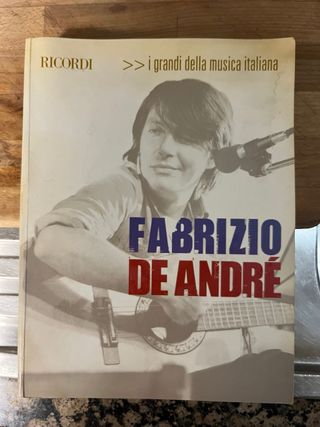 RICORDI >> i grandi della musica italiana
FABRIZIO
DE ANDRÉ